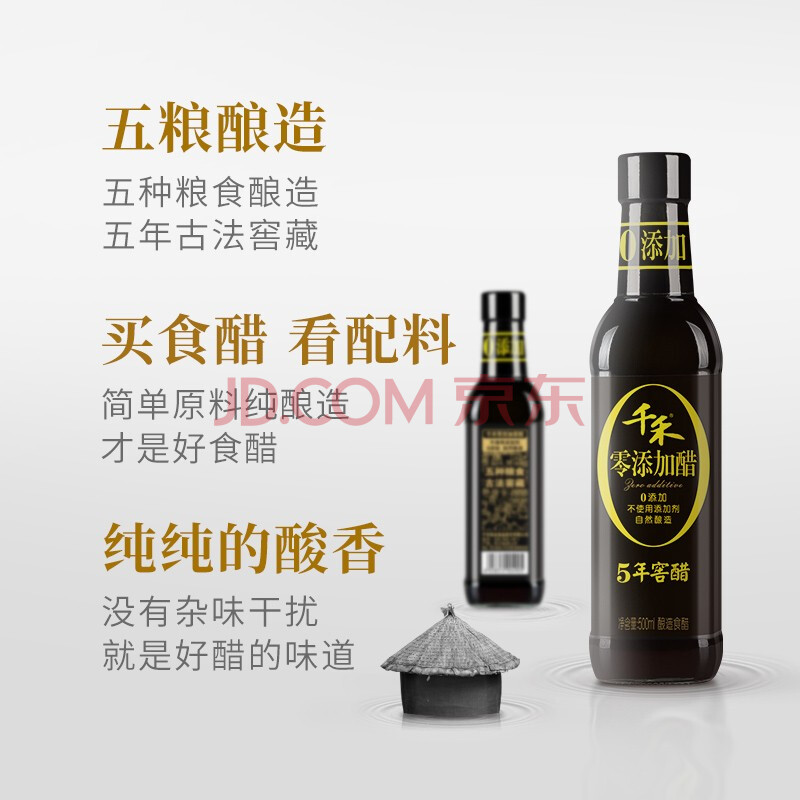 五粮酿造
五种粮食酿造
五年古法窖藏
买食醋 看配料
简单原料纯酿造
才是好食醋
纯纯的酸香
没有杂味干扰
就是好醋的味道
JD.COM 京东
0添加
千禾®
零添加醋
Zero additive
0添加
不使用添加剂
自然酿造
5年窖醋
净含量:500ml 酿造食醋
0添加